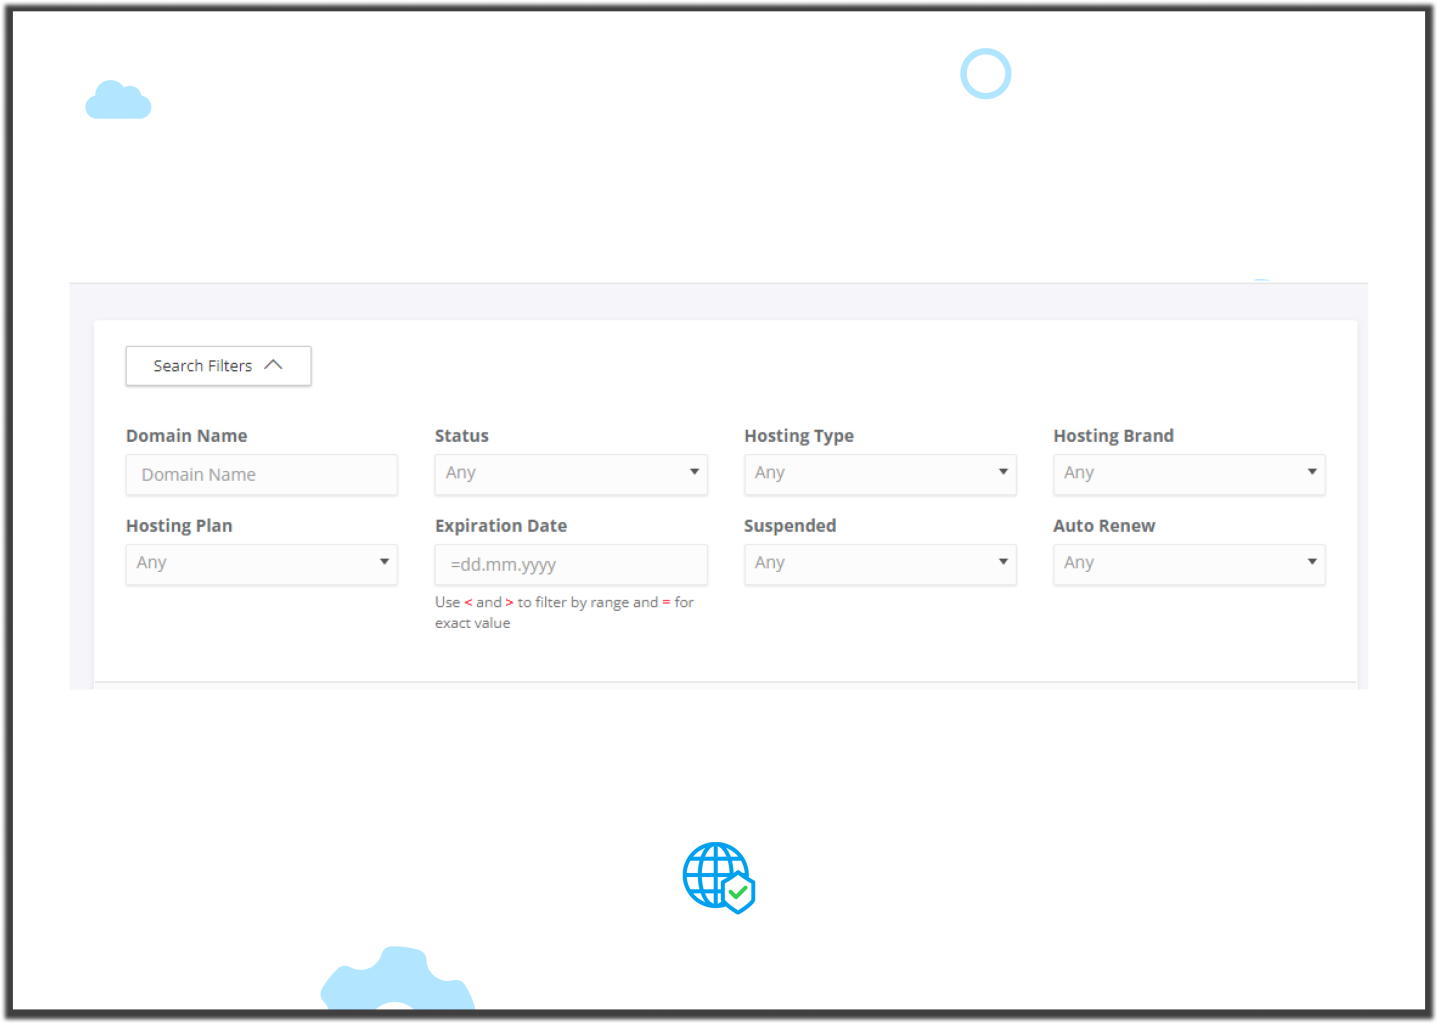 Search Filters
Domain Name Status Hosting Type Hosting Brand
Domain Name Any Any Any
Hosting Plan Expiration Date Suspended Auto Renew
Any =dd.mm.yyyy Any Any
Use < and > to filter by range and = for
exact value